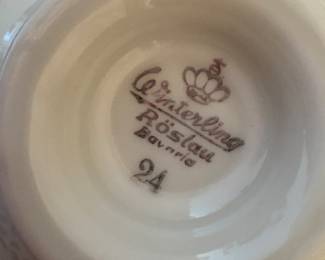 Winterling
Röslau
Bavaria
24